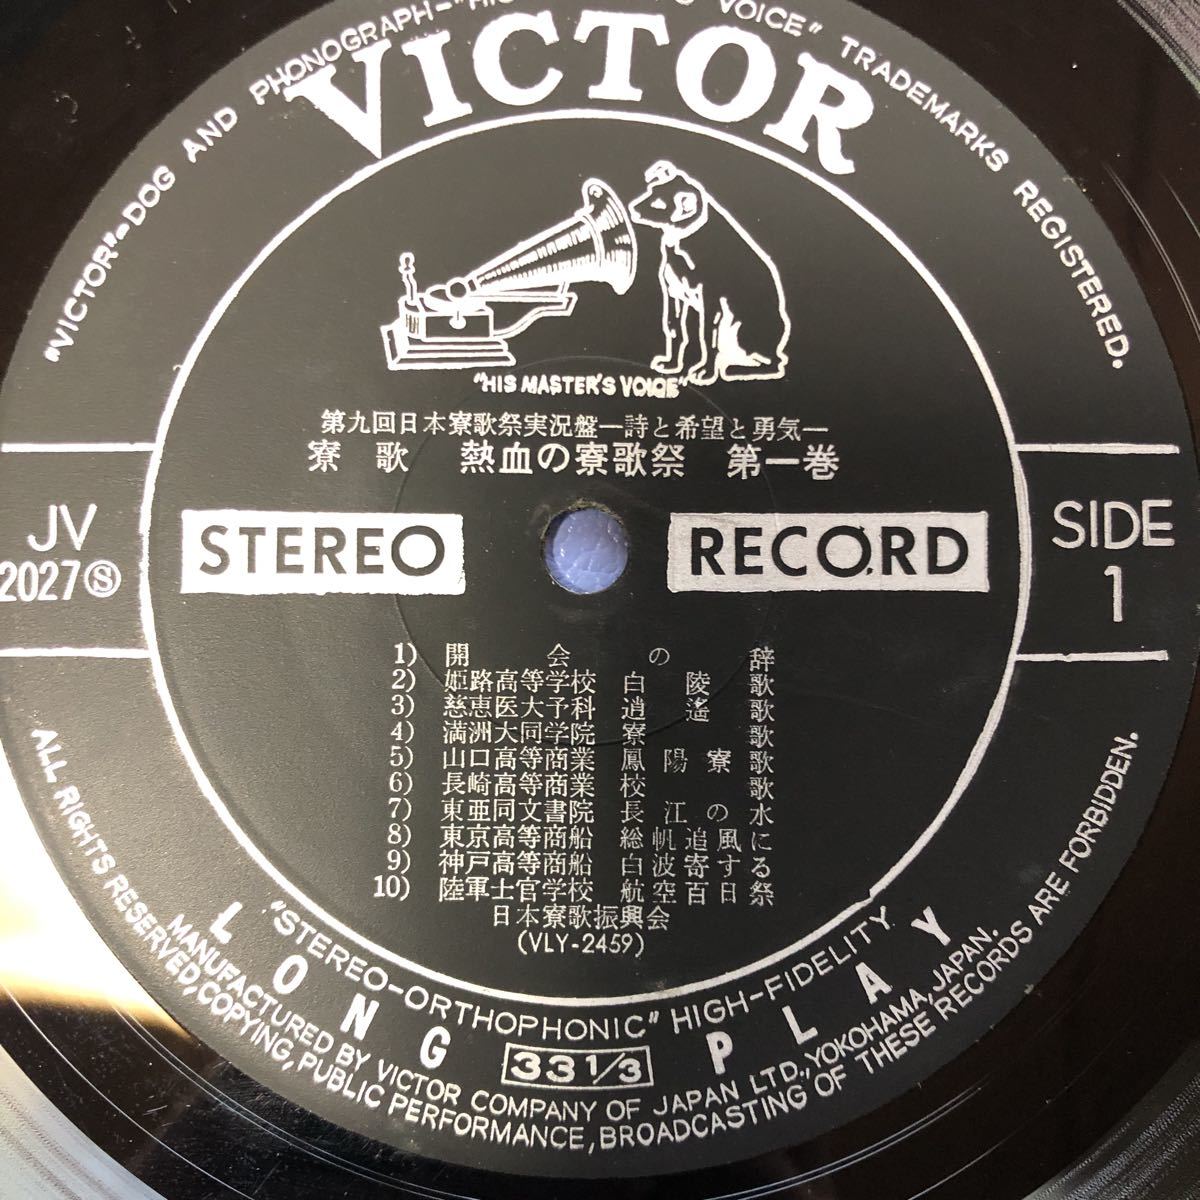 "VICTOR"-DOG AND PHONOGRAPH-"HIS VOICE" TRADEMARKS REGISTERED.
VICTOR
"HIS MASTER'S VOICE"
第九回日本寮歌祭実況盤—詩と希望と勇気—
寮歌 熱血の寮歌祭 第一巻
JV
2027Ⓢ
STEREO RECORD
SIDE
1
1) 開会の辞
2) 姫路高等学校 白陵歌
3) 慈恵医大予科 逍遙歌
4) 満洲大同学院 寮歌
5) 山口高等商業 鳳陽寮歌
6) 長崎高等商業 校歌
7) 東亜同文書院 長江の水
8) 東京高等商船 総帆追風に
9) 神戸高等商船 白波寄する
10) 陸軍士官学校 航空百日祭
日本寮歌振興会
(VLY-2459)
"STEREO-ORTHOPHONIC" HIGH-FIDELITY
LONG 33 1/3 PLAY
MANUFACTURED BY VICTOR COMPANY OF JAPAN LTD., YOKOHAMA, JAPAN.
ALL RIGHTS RESERVED, COPYING, PUBLIC PERFORMANCE, BROADCASTING OF THESE RECORDS ARE FORBIDDEN.